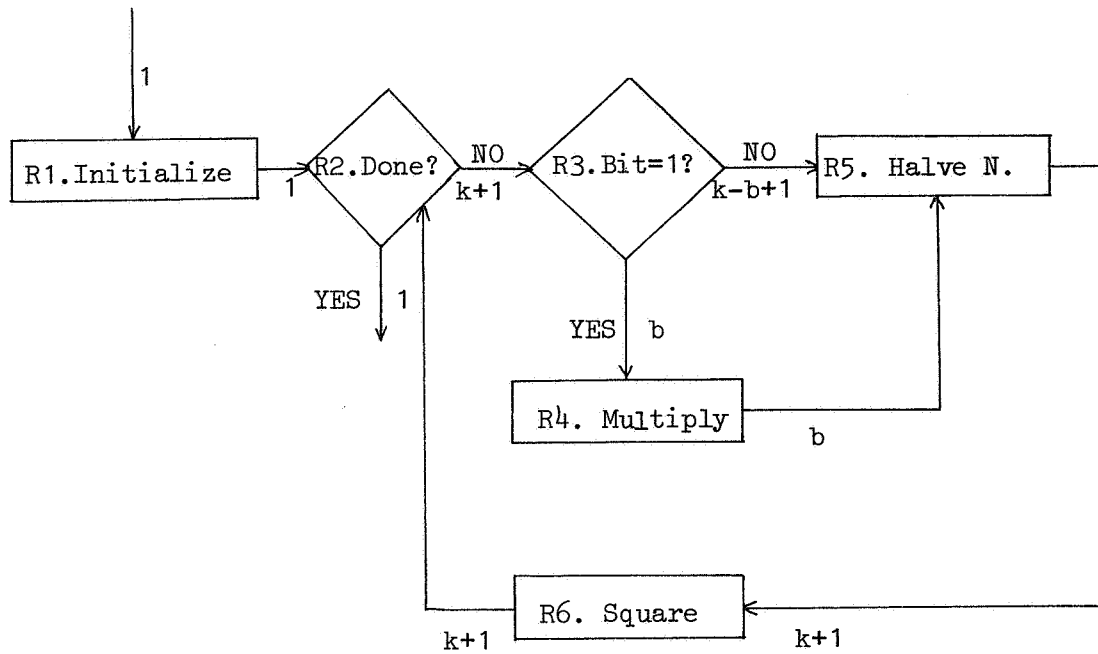 1
R1.Initialize
1
R2.Done?
NO
k+1
R3.Bit=1?
NO
k-b+1
R5. Halve N.
YES 1
YES b
R4. Multiply
b
R6. Square
k+1
k+1